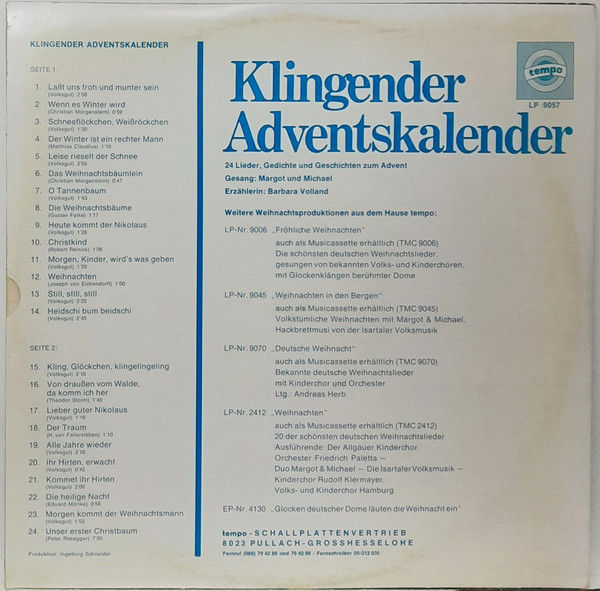 KLINGENDER ADVENTSKALENDER
SEITE 1:
1. Laßt uns froh und munter sein
(Volksgut) 2'08
2. Wenn es Winter wird
(Christian Morgenstern) 0'59
3. Schneeflöckchen, Weißröckchen
(Volksgut) 1'30
4. Der Winter ist ein rechter Mann
(Matthias Claudius) 1'10
5. Leise rieselt der Schnee
(Volksgut) 2'05
6. Das Weihnachtsbäumlein
(Christian Morgenstern) 0'47
7. O Tannenbaum
(Volksgut) 1'43
8. Die Weihnachtsbäume
(Gustav Falke) 1'17
9. Heute kommt der Nikolaus
(Volksgut) 1'26
10. Christkind
(Robert Reinick) 1'06
11. Morgen, Kinder, wird's was geben
(Volksgut) 1'20
12. Weihnachten
(Joseph von Eichendorff) 1'00
13. Still, still, still
(Volksgut) 2'25
14. Heidschi bum beidschi
(Volksgut) 2'45
SEITE 2:
15. Kling, Glöckchen, klingelingeling
(Volksgut) 2'10
16. Von draußen vom Walde,
da komm ich her
(Theodor Storm) 1'40
17. Lieber guter Nikolaus
(Volksgut) 1'16
18. Der Traum
(H. von Fallersleben) 1'10
19. Alle Jahre wieder
(Volksgut) 2'10
20. Ihr Hirten, erwacht
(Volksgut) 0'42
21. Kommet ihr Hirten
(Volksgut) 2'00
22. Die heilige Nacht
(Eduard Mörike) 0'58
23. Morgen kommt der Weihnachtsmann
(Volksgut) 1'53
24. Unser erster Christbaum
(Peter Rosegger) 7'00
Produktion: Ingeborg Schneider
tempo
LP 9057
Klingender
Adventskalender
24 Lieder, Gedichte und Geschichten zum Advent
Gesang: Margot und Michael
Erzählerin: Barbara Volland
Weitere Weihnachtsproduktionen aus dem Hause tempo:
LP-Nr. 9006 „Fröhliche Weihnachten"
auch als Musicassette erhältlich (TMC 9006)
Die schönsten deutschen Weihnachtslieder,
gesungen von bekannten Volks- und Kinderchören,
mit Glockenklängen berühmter Dome
LP-Nr. 9045 „Weihnachten in den Bergen"
auch als Musicassette erhältlich (TMC 9045)
Volkstümliche Weihnachten mit Margot & Michael,
Hackbrettmusi von der Isartaler Volksmusik
LP-Nr. 9070 „Deutsche Weihnacht"
auch als Musicassette erhältlich (TMC 9070)
Bekannte deutsche Weihnachtslieder
mit Kinderchor und Orchester
Ltg.: Andreas Herb
LP-Nr. 2412 „Weihnachten"
auch als Musicassette erhältlich (TMC 2412)
20 der schönsten deutschen Weihnachtslieder
Ausführende: Der Allgäuer Kinderchor,
Orchester Friedrich Paletta –
Duo Margot & Michael – Die Isartaler Volksmusik –
Kinderchor Rudolf Kiermayer,
Volks- und Kinderchor Hamburg
EP-Nr. 4130 „Glocken deutscher Dome läuten die Weihnacht ein"
tempo - SCHALLPLATTENVERTRIEB
8023 PULLACH - GROSSHESSELOHE
Fernruf (089) 79 42 86 und 79 42 88 - Fernschreiber 05-212 035